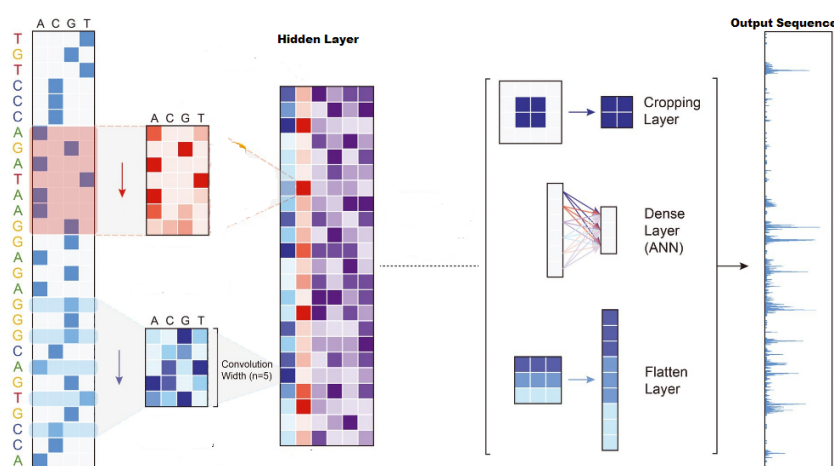 Output Sequence
A C G T
Hidden Layer
T
G
T
C
C
C
A
G
A
T
A
A
G
G
A
G
A
G
G
G
C
A
G
T
G
C
C
A
A C G T
A C G T
Convolution
Width (n=5)
Cropping
Layer
Dense
Layer
(ANN)
Flatten
Layer